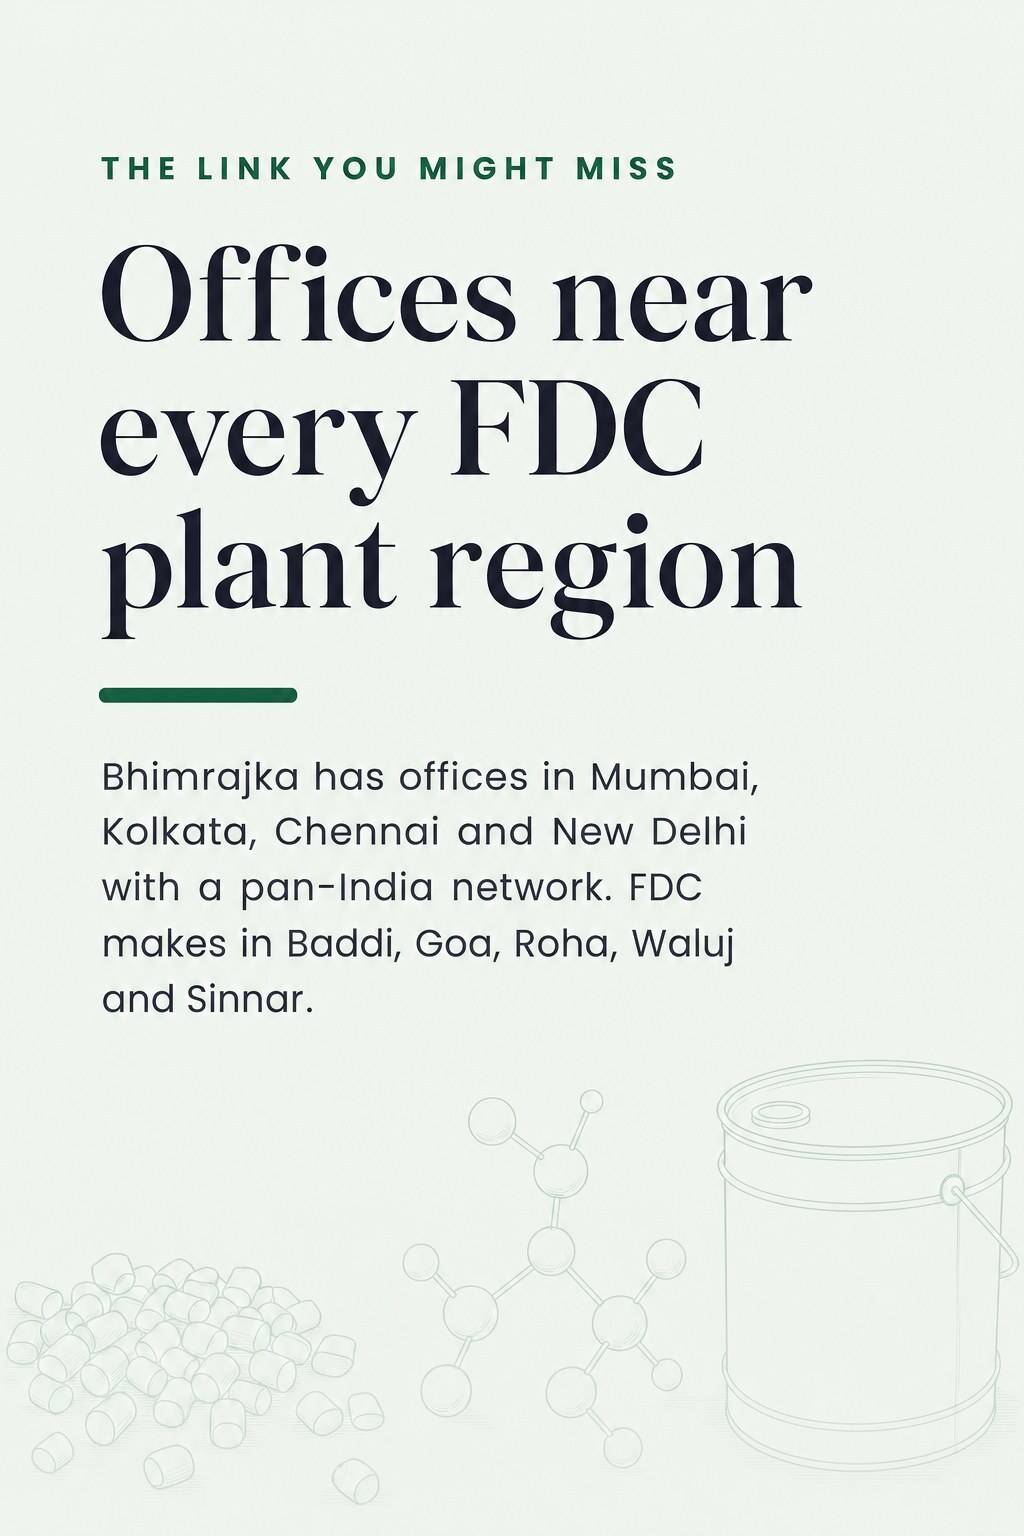 THE LINK YOU MIGHT MISS
Offices near
every FDC
plant region
Bhimrajka has offices in Mumbai,
Kolkata, Chennai and New Delhi
with a pan-India network. FDC
makes in Baddi, Goa, Roha, Waluj
and Sinnar.